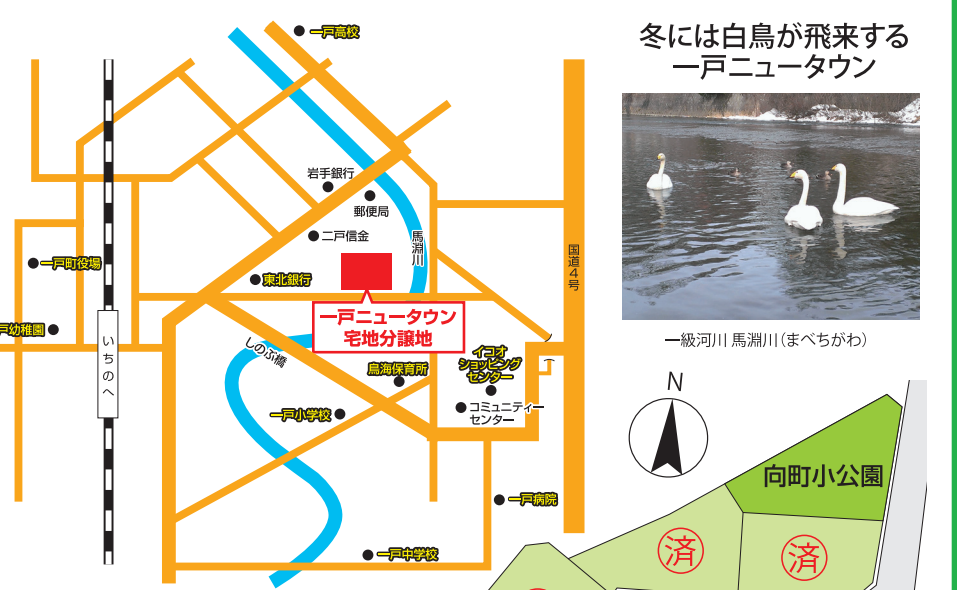 一戸高校
冬には白鳥が飛来する
一戸ニュータウン
岩手銀行
郵便局
二戸信金
馬淵川
国道4号
一戸町役場
東北銀行
一戸ニュータウン
宅地分譲地
戸幼稚園
いちのへ
しのぶ橋
鳥海保育所
イコオ
ショッピング
センター
一級河川 馬淵川(まべちがわ)
一戸小学校
コミュニティー
センター
N
向町小公園
一戸病院
済
済
一戸中学校